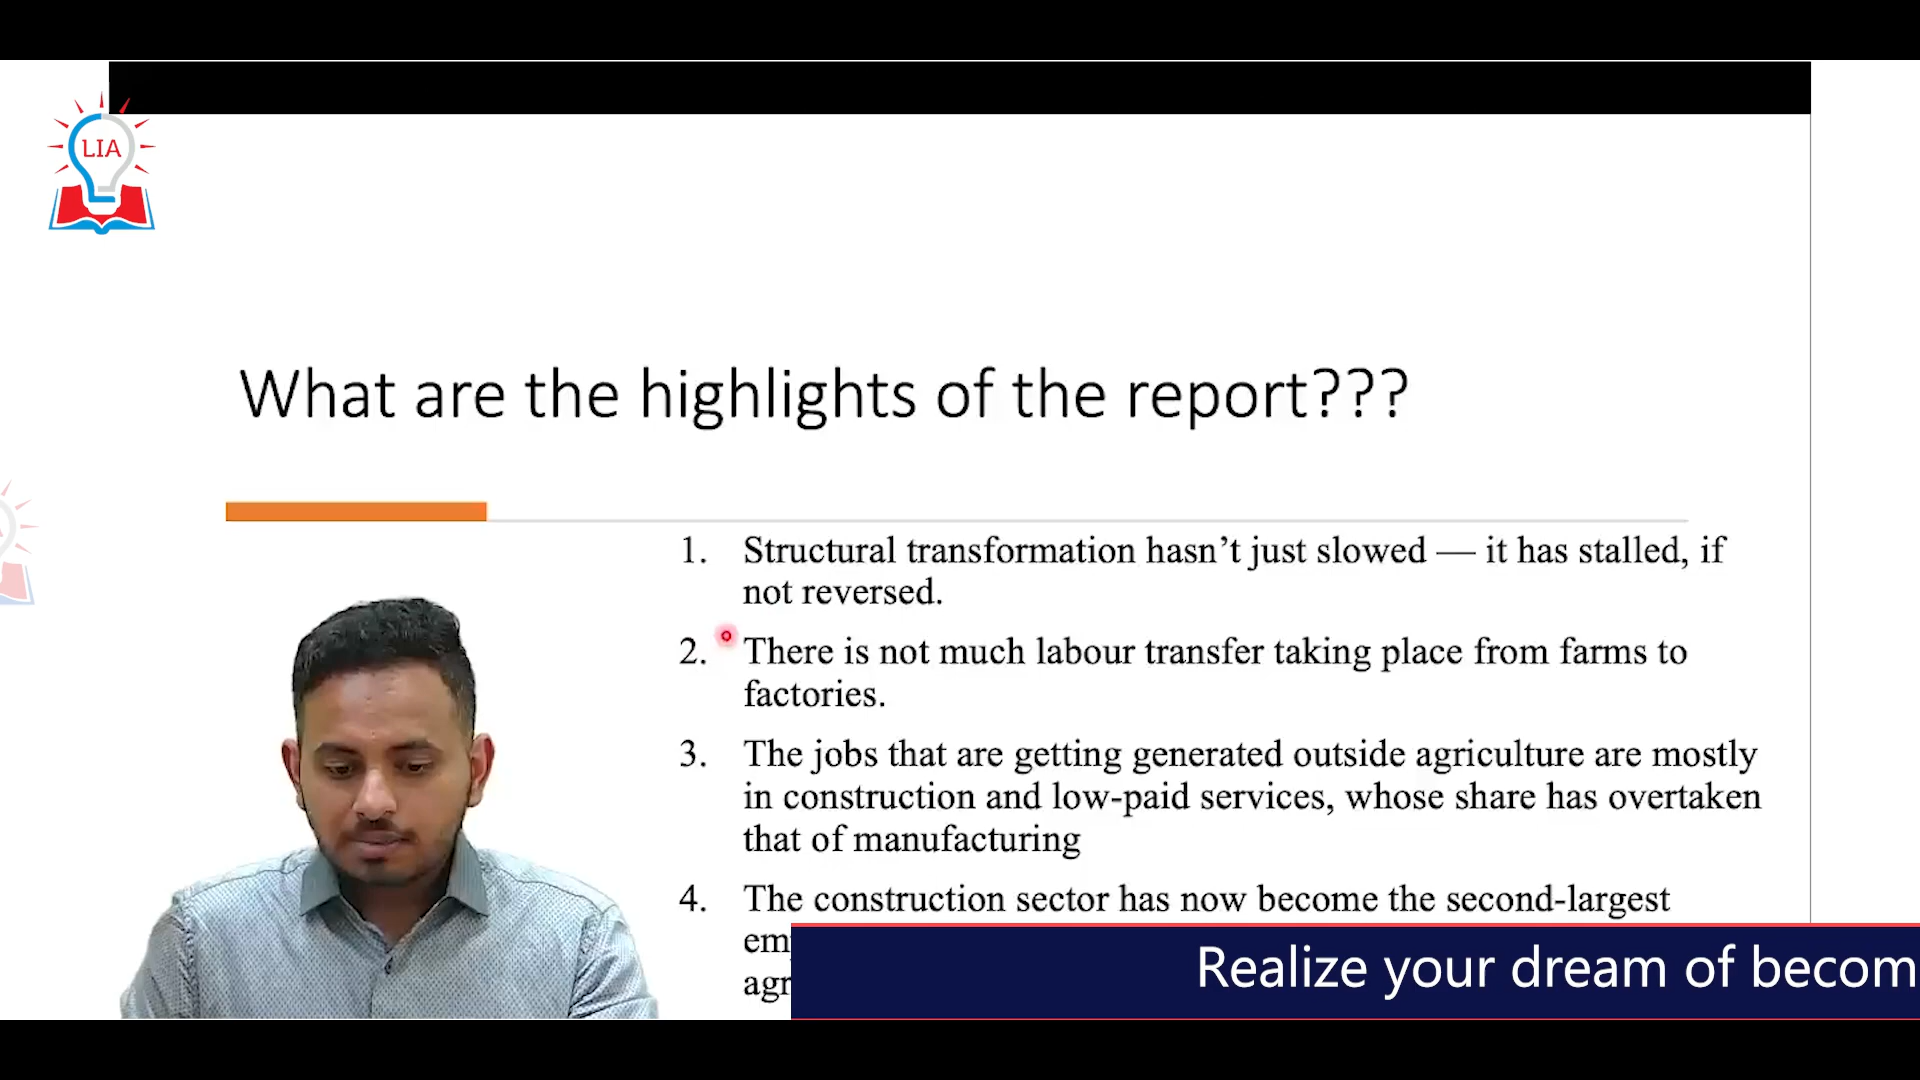 LIA
What are the highlights of the report???
1. Structural transformation hasn’t just slowed — it has stalled, if
not reversed.
2. There is not much labour transfer taking place from farms to
factories.
3. The jobs that are getting generated outside agriculture are mostly
in construction and low-paid services, whose share has overtaken
that of manufacturing
4. The construction sector has now become the second-largest
Realize your dream of